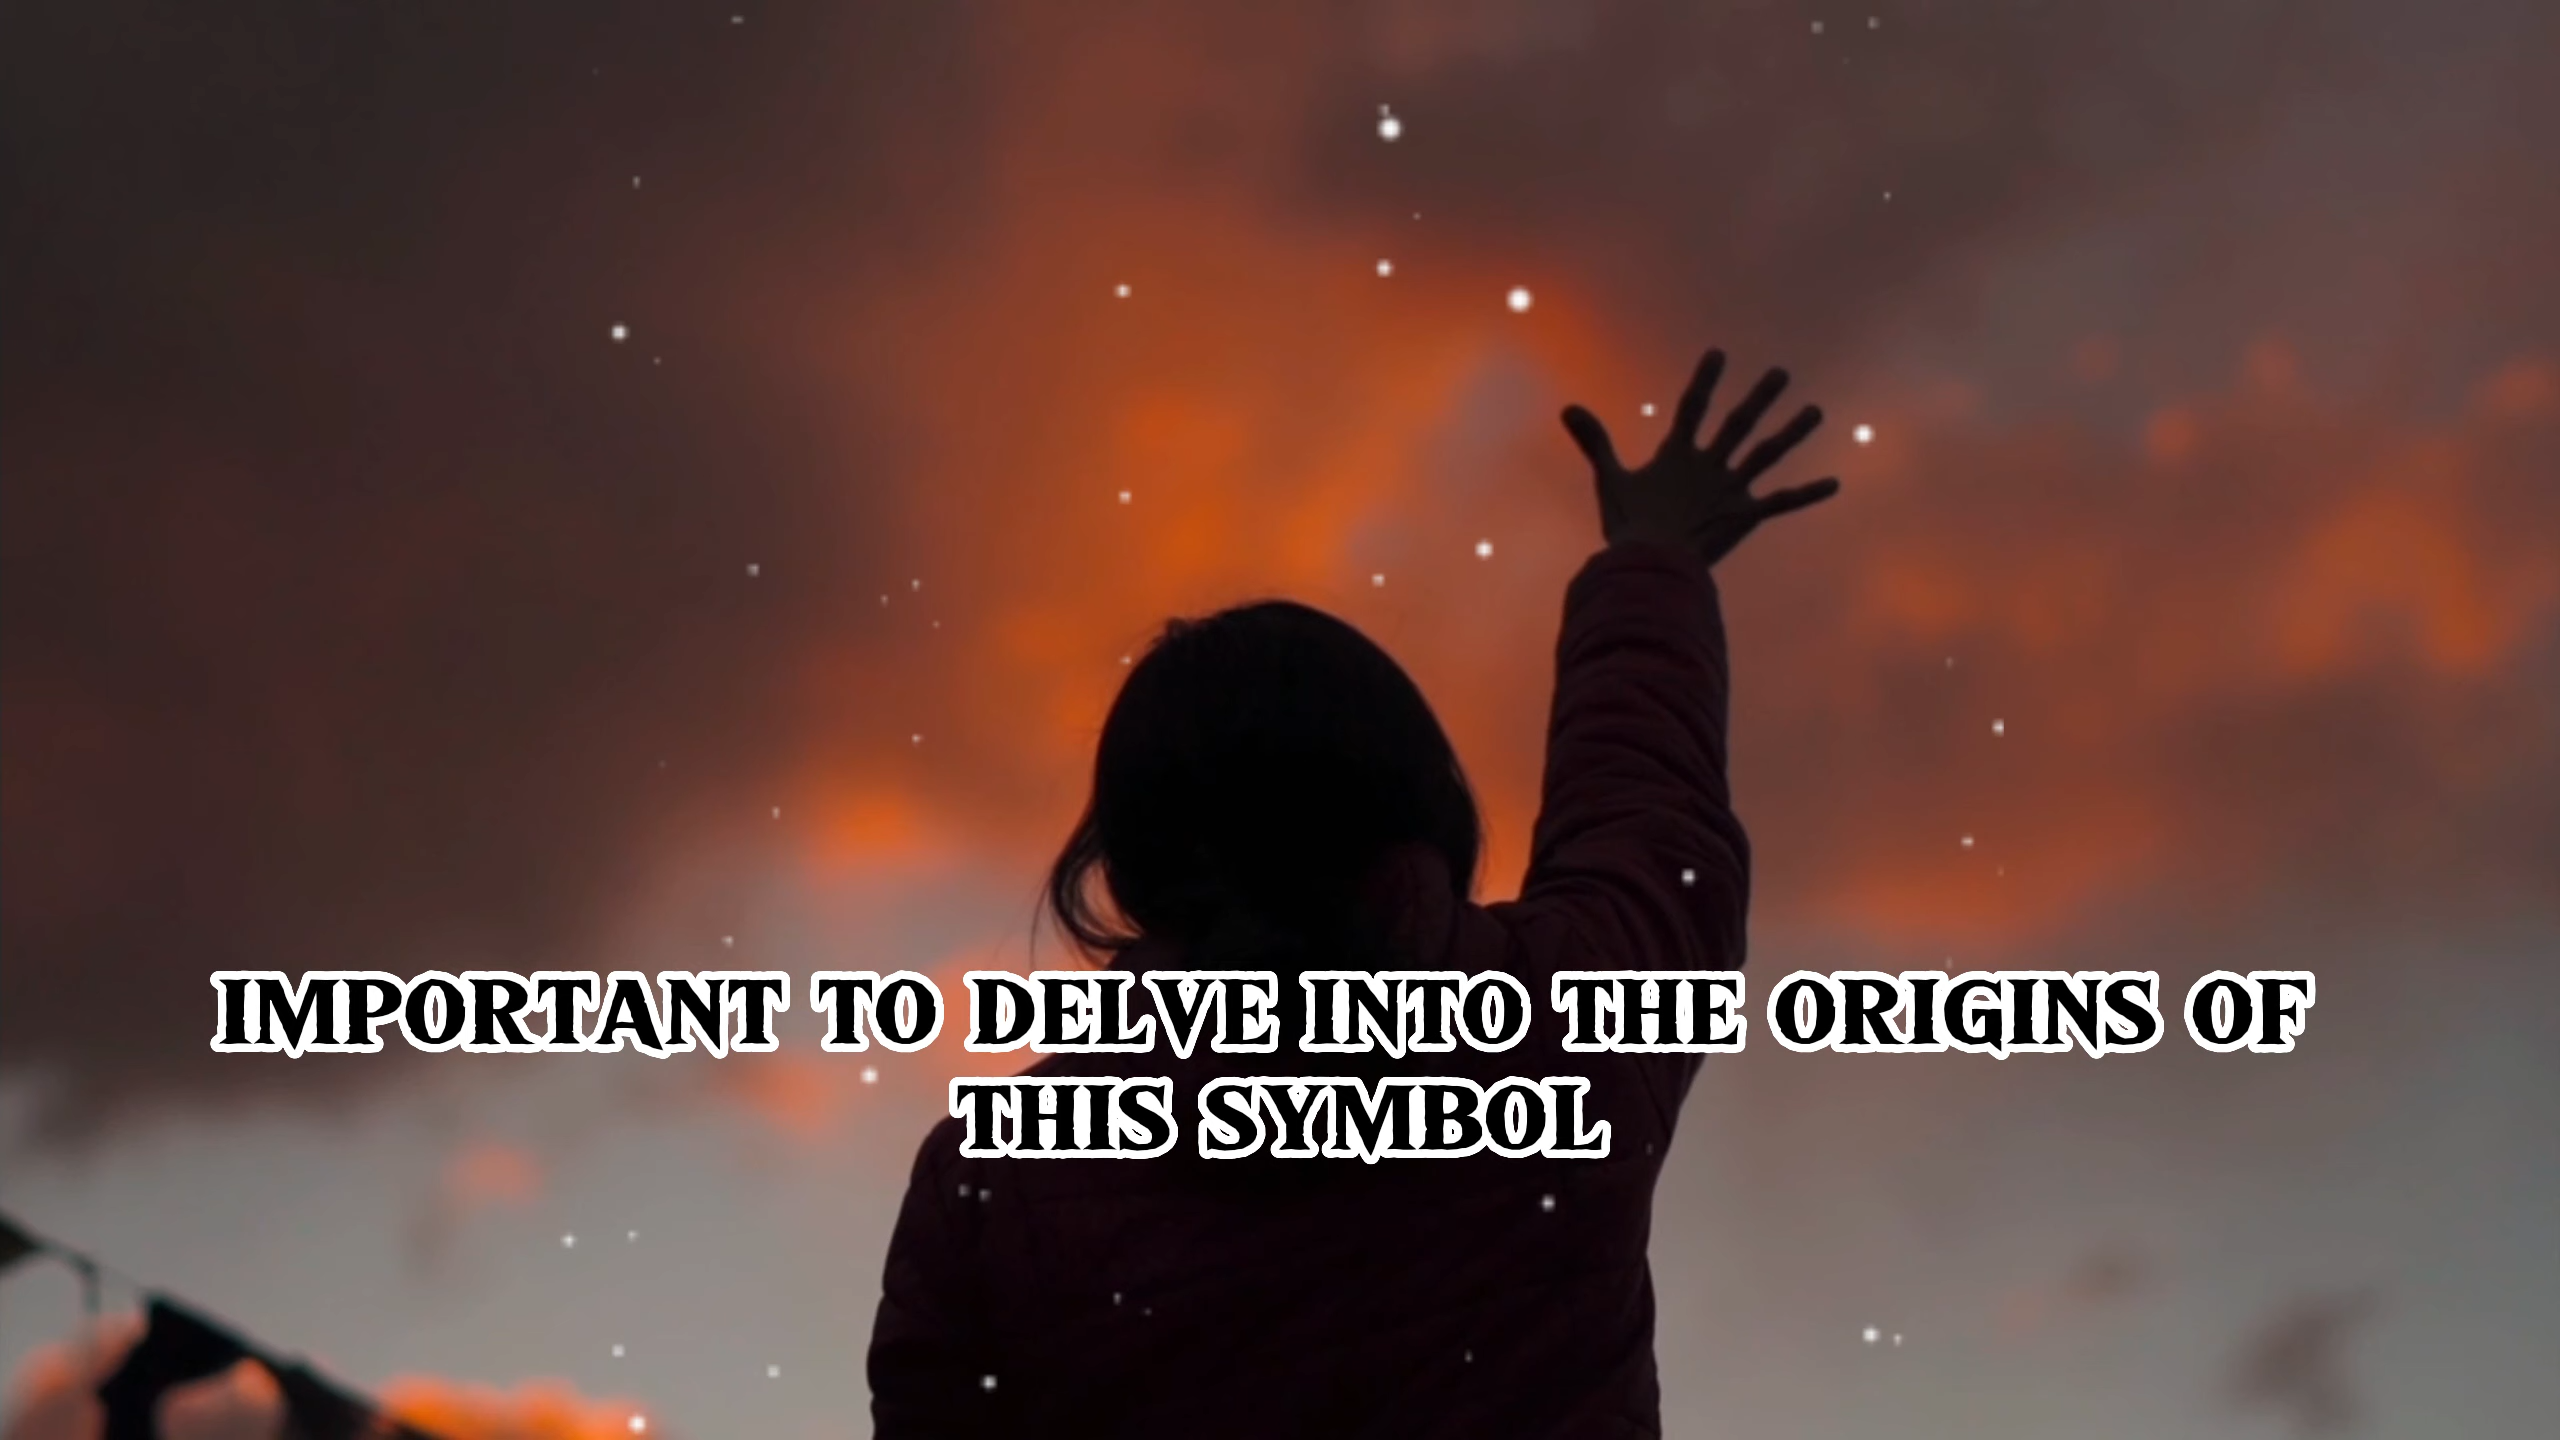 IMPORTANT TO DELVE INTO THE ORIGINS OF
THIS SYMBOL